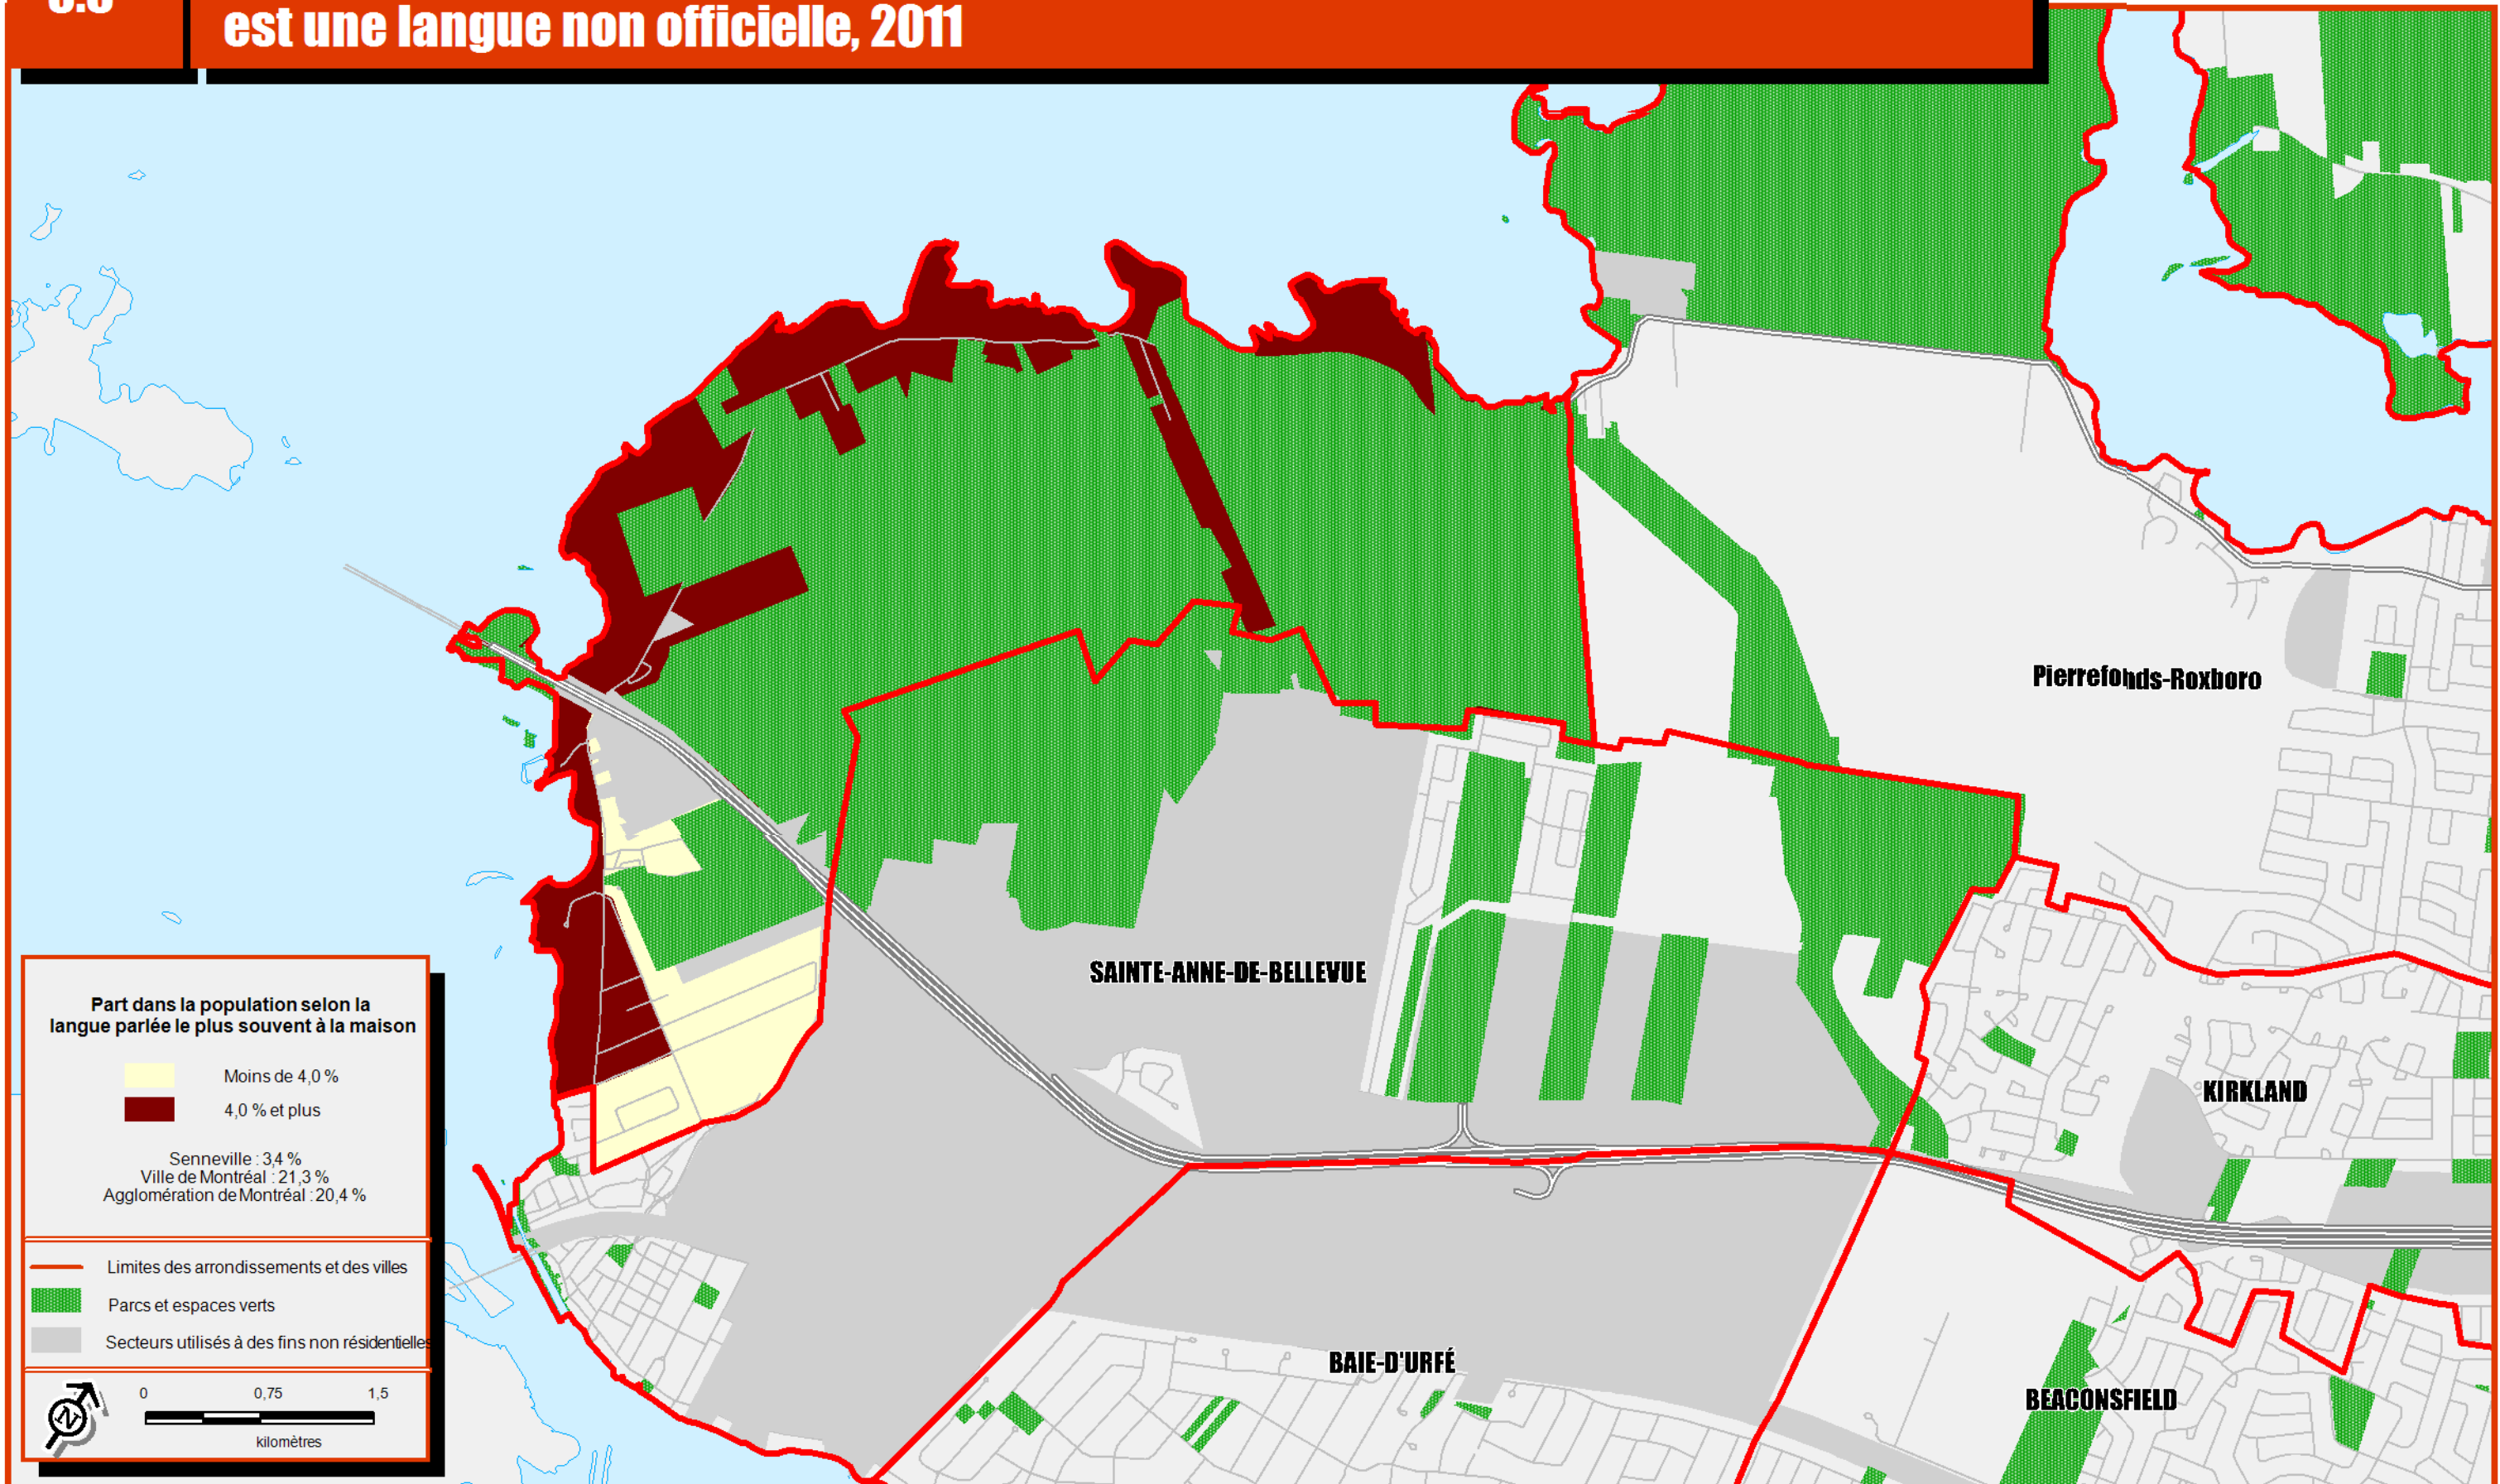 est une langue non officielle, 2011
Pierrefonds-Roxboro
SAINTE-ANNE-DE-BELLEVUE
KIRKLAND
BAIE-D'URFÉ
BEACONSFIELD
Part dans la population selon la
langue parlée le plus souvent à la maison
Moins de 4,0 %
4,0 % et plus
Senneville : 3,4 %
Ville de Montréal : 21,3 %
Agglomération de Montréal : 20,4 %
Limites des arrondissements et des villes
Parcs et espaces verts
Secteurs utilisés à des fins non résidentielles
N
0 0,75 1,5
kilomètres